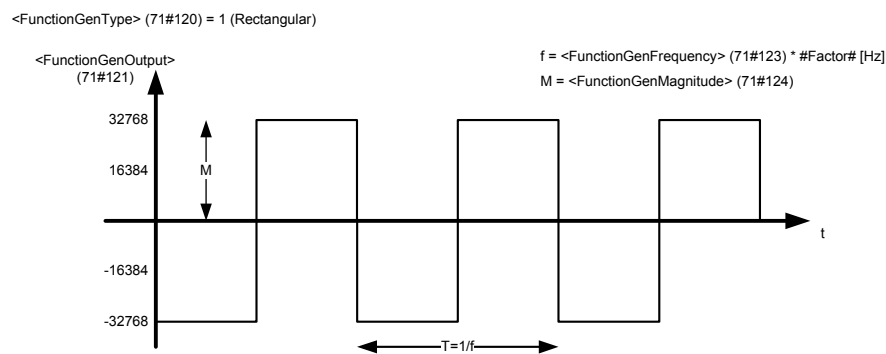 <FunctionGenType> (71#120) = 1 (Rectangular)
<FunctionGenOutput>
(71#121)
f = <FunctionGenFrequency> (71#123) * #Factor# [Hz]
M = <FunctionGenMagnitude> (71#124)
32768
16384
M
t
-16384
-32768
T=1/f